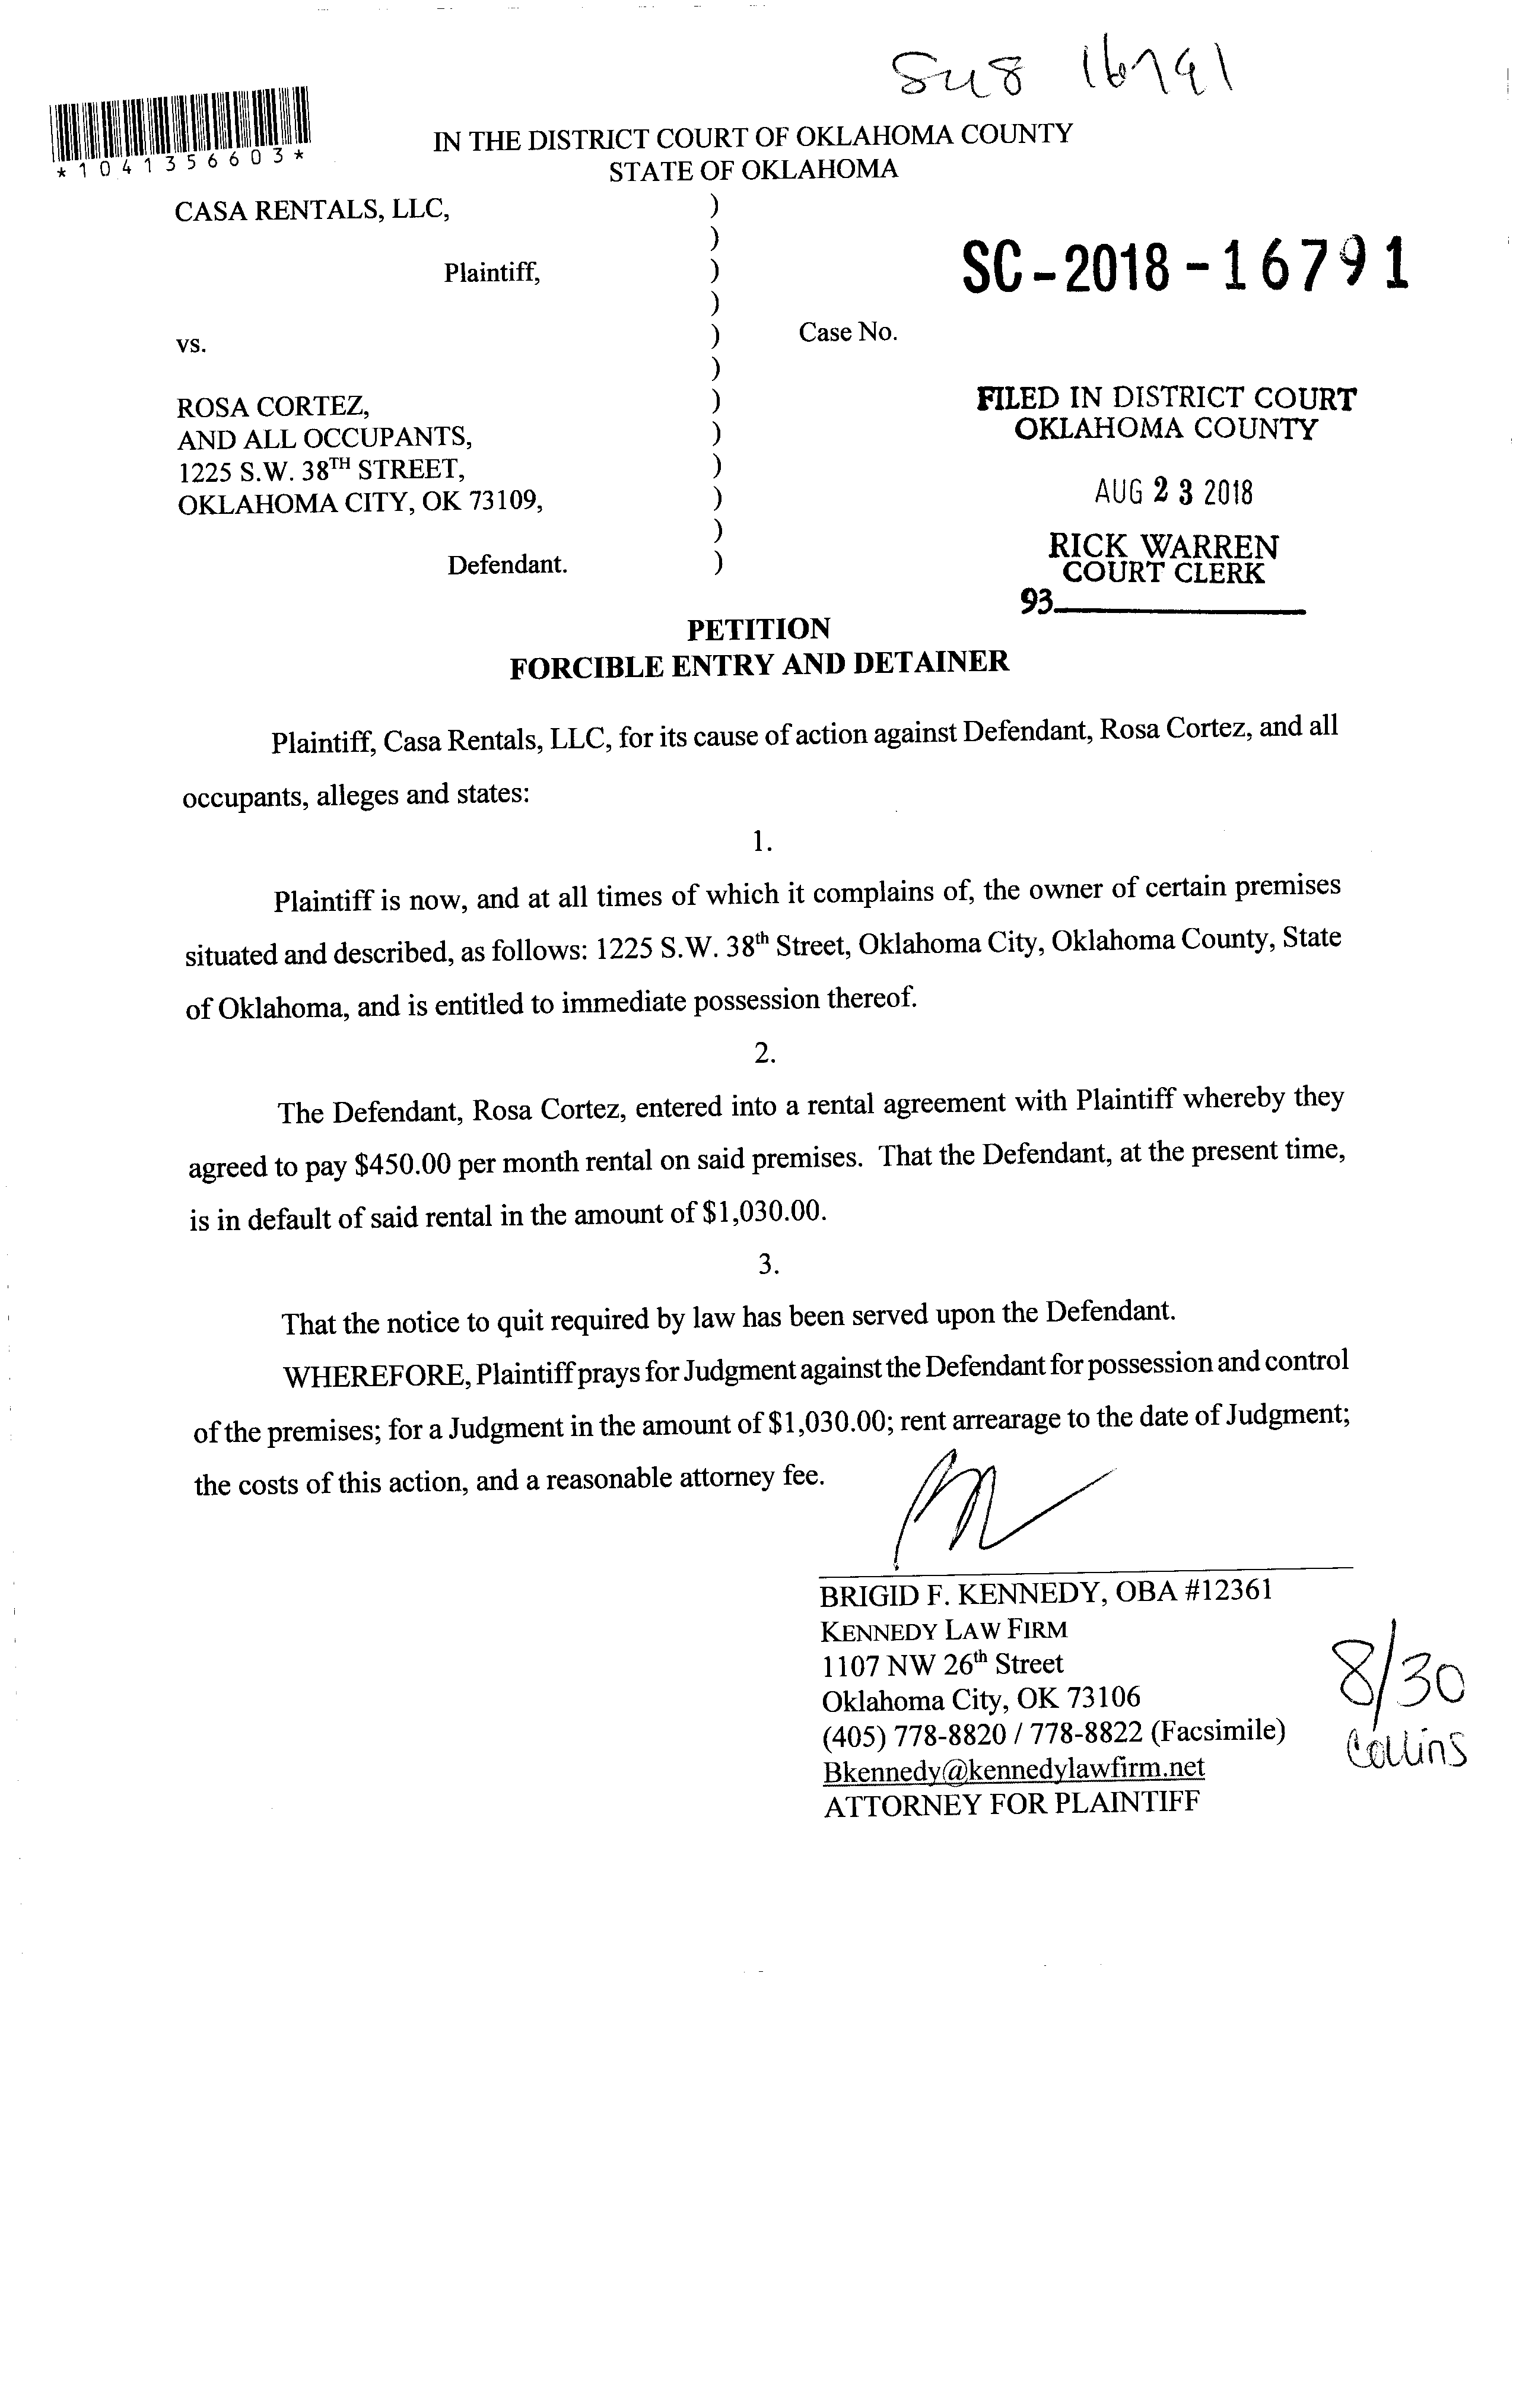 SC18 16791
*1041356603*
IN THE DISTRICT COURT OF OKLAHOMA COUNTY
STATE OF OKLAHOMA
CASA RENTALS, LLC, )
)
Plaintiff, )
SC-2018-16791
)
vs. ) Case No.
)
ROSA CORTEZ, )
AND ALL OCCUPANTS, )
1225 S.W. 38TH STREET, )
OKLAHOMA CITY, OK 73109, )
)
Defendant. )
FILED IN DISTRICT COURT
OKLAHOMA COUNTY
AUG 23 2018
RICK WARREN
COURT CLERK
93
PETITION
FORCIBLE ENTRY AND DETAINER
Plaintiff, Casa Rentals, LLC, for its cause of action against Defendant, Rosa Cortez, and all
occupants, alleges and states:
1.
Plaintiff is now, and at all times of which it complains of, the owner of certain premises
situated and described, as follows: 1225 S.W. 38th Street, Oklahoma City, Oklahoma County, State
of Oklahoma, and is entitled to immediate possession thereof.
2.
The Defendant, Rosa Cortez, entered into a rental agreement with Plaintiff whereby they
agreed to pay $450.00 per month rental on said premises. That the Defendant, at the present time,
is in default of said rental in the amount of $1,030.00.
3.
That the notice to quit required by law has been served upon the Defendant.
WHEREFORE, Plaintiff prays for Judgment against the Defendant for possession and control
of the premises; for a Judgment in the amount of $1,030.00; rent arrearage to the date of Judgment;
the costs of this action, and a reasonable attorney fee.
BRIGID F. KENNEDY, OBA #12361
KENNEDY LAW FIRM
1107 NW 26th Street
Oklahoma City, OK 73106
(405) 778-8820 / 778-8822 (Facsimile)
Bkennedy@kennedylawfirm.net
ATTORNEY FOR PLAINTIFF
8/30
Collins